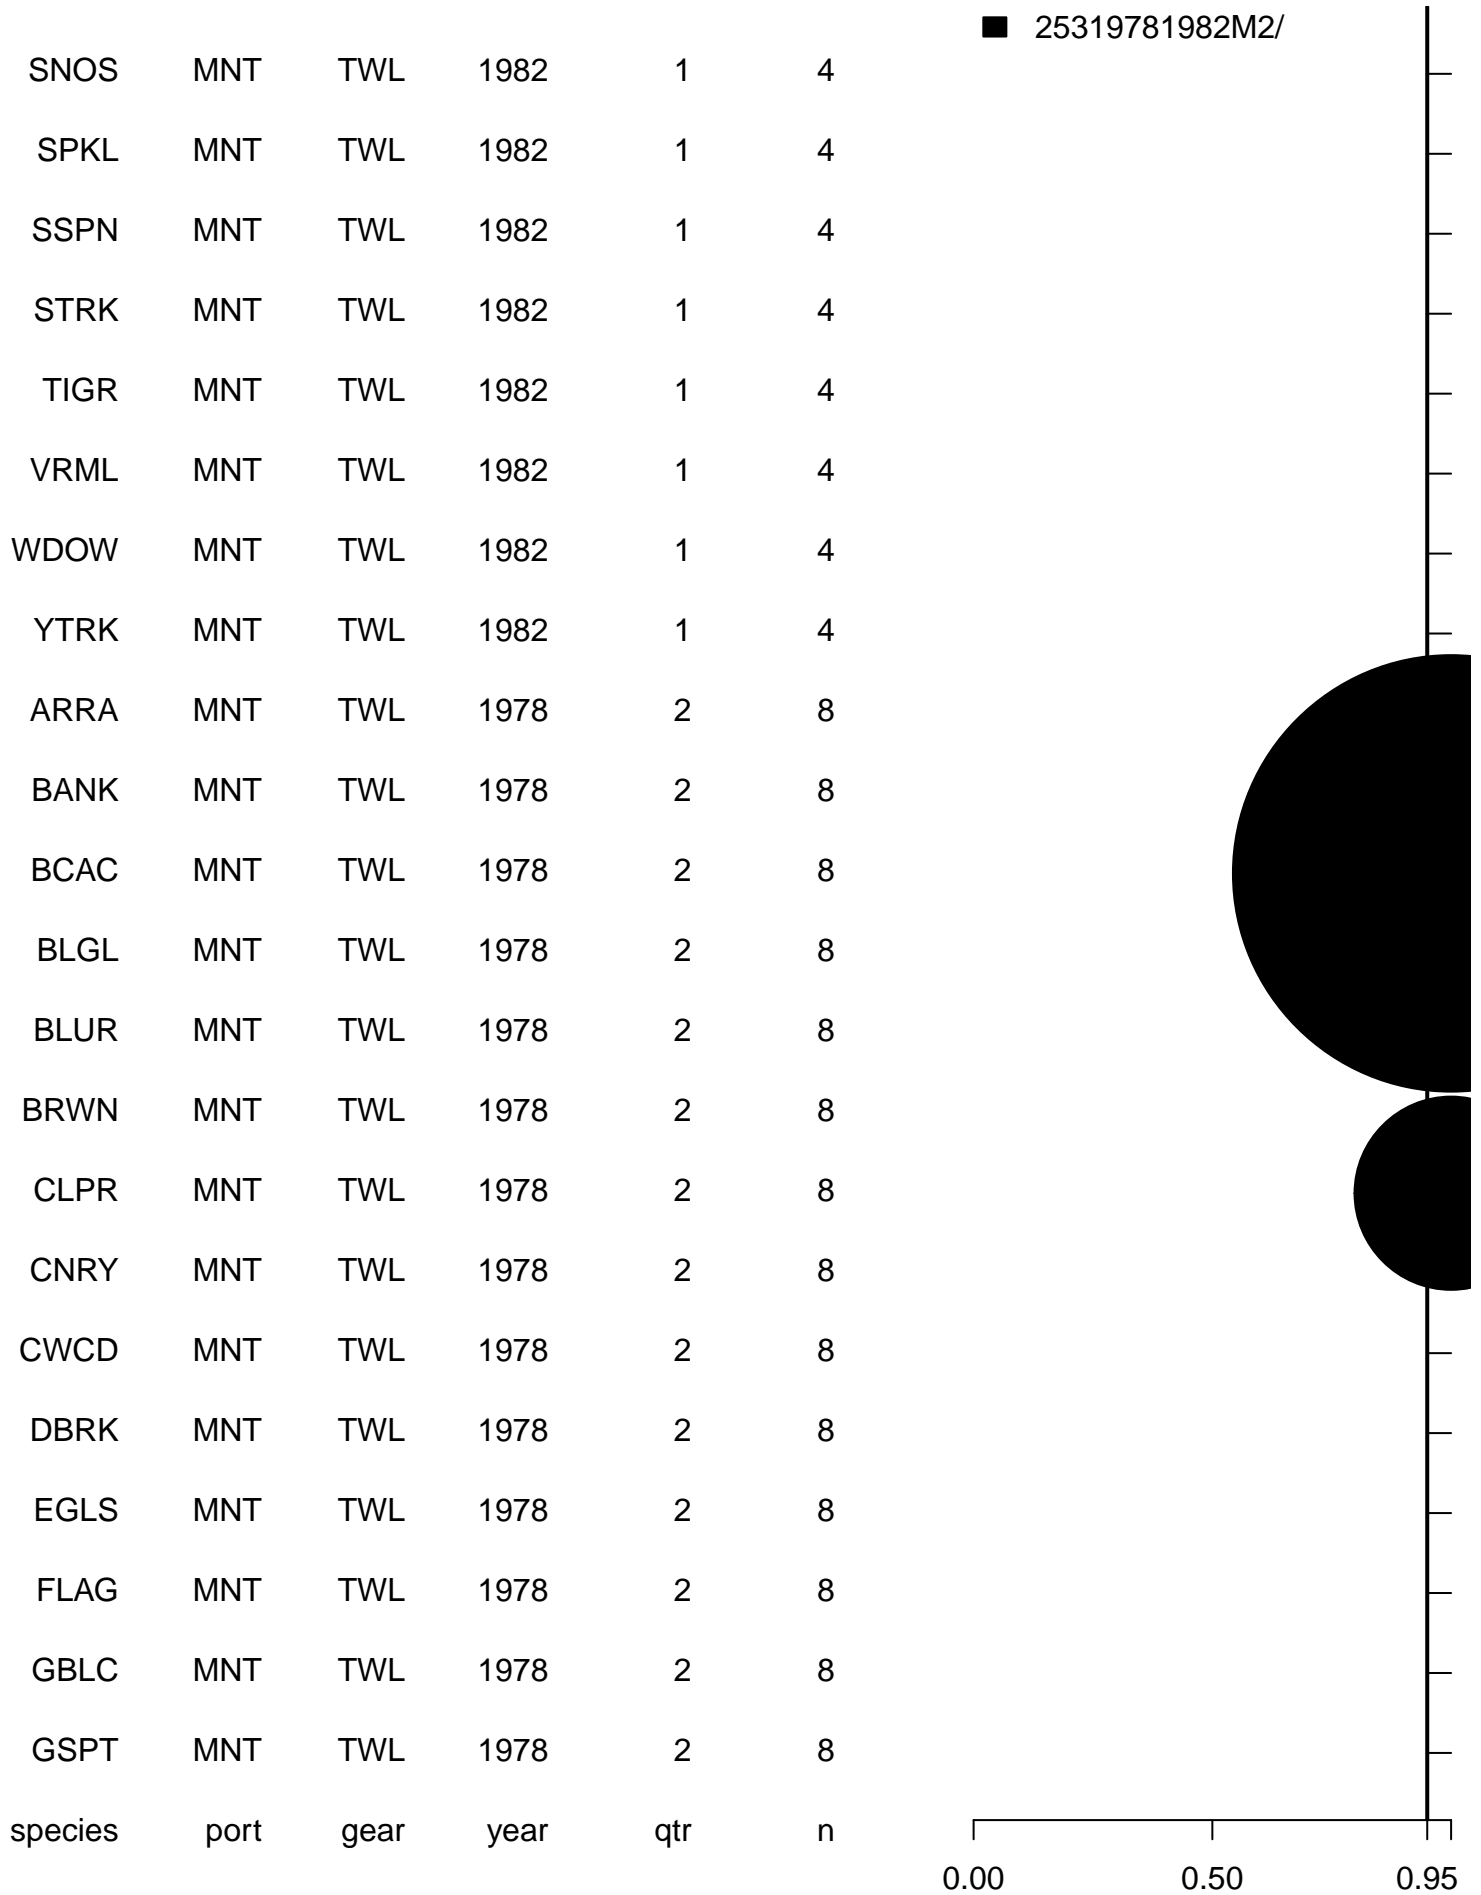 25319781982M2/
SNOS MNT TWL 1982 1 4
SPKL MNT TWL 1982 1 4
SSPN MNT TWL 1982 1 4
STRK MNT TWL 1982 1 4
TIGR MNT TWL 1982 1 4
VRML MNT TWL 1982 1 4
WDOW MNT TWL 1982 1 4
YTRK MNT TWL 1982 1 4
ARRA MNT TWL 1978 2 8
BANK MNT TWL 1978 2 8
BCAC MNT TWL 1978 2 8
BLGL MNT TWL 1978 2 8
BLUR MNT TWL 1978 2 8
BRWN MNT TWL 1978 2 8
CLPR MNT TWL 1978 2 8
CNRY MNT TWL 1978 2 8
CWCD MNT TWL 1978 2 8
DBRK MNT TWL 1978 2 8
EGLS MNT TWL 1978 2 8
FLAG MNT TWL 1978 2 8
GBLC MNT TWL 1978 2 8
GSPT MNT TWL 1978 2 8
species port gear year qtr n
0.00 0.50 0.95